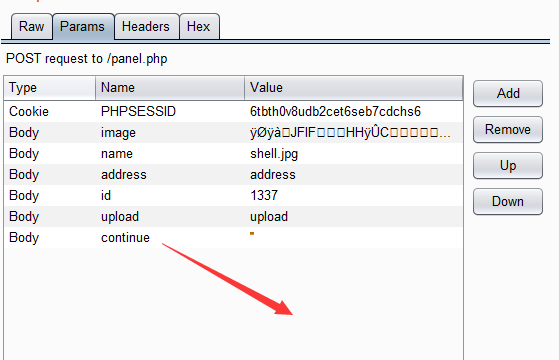 Raw Params Headers Hex
POST request to /panel.php
Type Name Value
Cookie PHPSESSID 6tbth0v8udb2cet6seb7cdchs6
Body image ÿØÿà□JFIF□□□HHÿÛC□□□□□...
Body name shell.jpg
Body address address
Body id 1337
Body upload upload
Body continue "
Add
Remove
Up
Down